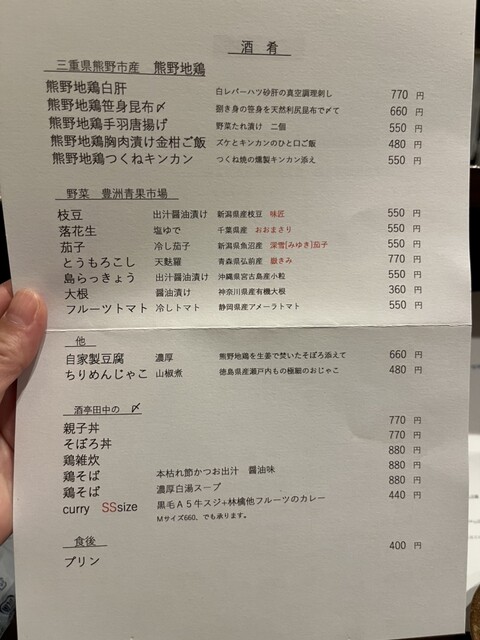 酒 肴
三重県熊野市産 熊野地鶏
熊野地鶏白肝 白レバーハツ砂肝の真空調理刺し 770 円
熊野地鶏笹身昆布〆 捌き身の笹身を天然利尻昆布で〆て 660 円
熊野地鶏手羽唐揚げ 野菜たれ漬け 二個 550 円
熊野地鶏胸肉漬け金柑ご飯 ズケとキンカンのひと口ご飯 480 円
熊野地鶏つくねキンカン つくね焼の燻製キンカン添え 550 円
野菜 豊洲青果市場
枝豆 出汁醤油漬け 新潟県産枝豆 味匠 550 円
落花生 塩ゆで 千葉県産 おおまさり 550 円
茄子 冷し茄子 新潟県魚沼産 深雪[みゆき]茄子 550 円
とうもろこし 天麩羅 青森県弘前産 嶽きみ 770 円
島らっきょう 出汁醤油漬け 沖縄県宮古島産小粒 550 円
大根 醤油漬け 神奈川県産有機大根 360 円
フルーツトマト 冷しトマト 静岡県産アメーラトマト 550 円
他
自家製豆腐 濃厚 熊野地鶏を生姜で焚いたそぼろ添えて 660 円
ちりめんじゃこ 山椒煮 徳島県産瀬戸内もの極細のおじゃこ 480 円
酒亭田中の 〆
親子丼 770 円
そぼろ丼 770 円
鶏雑炊 880 円
鶏そば 本枯れ節かつお出汁 醤油味 880 円
鶏そば 濃厚白湯スープ 880 円
curry SSsize 黒毛A5牛スジ+林檎他フルーツのカレー 440 円
Mサイズ660、でも承ります。
食後
プリン 400 円